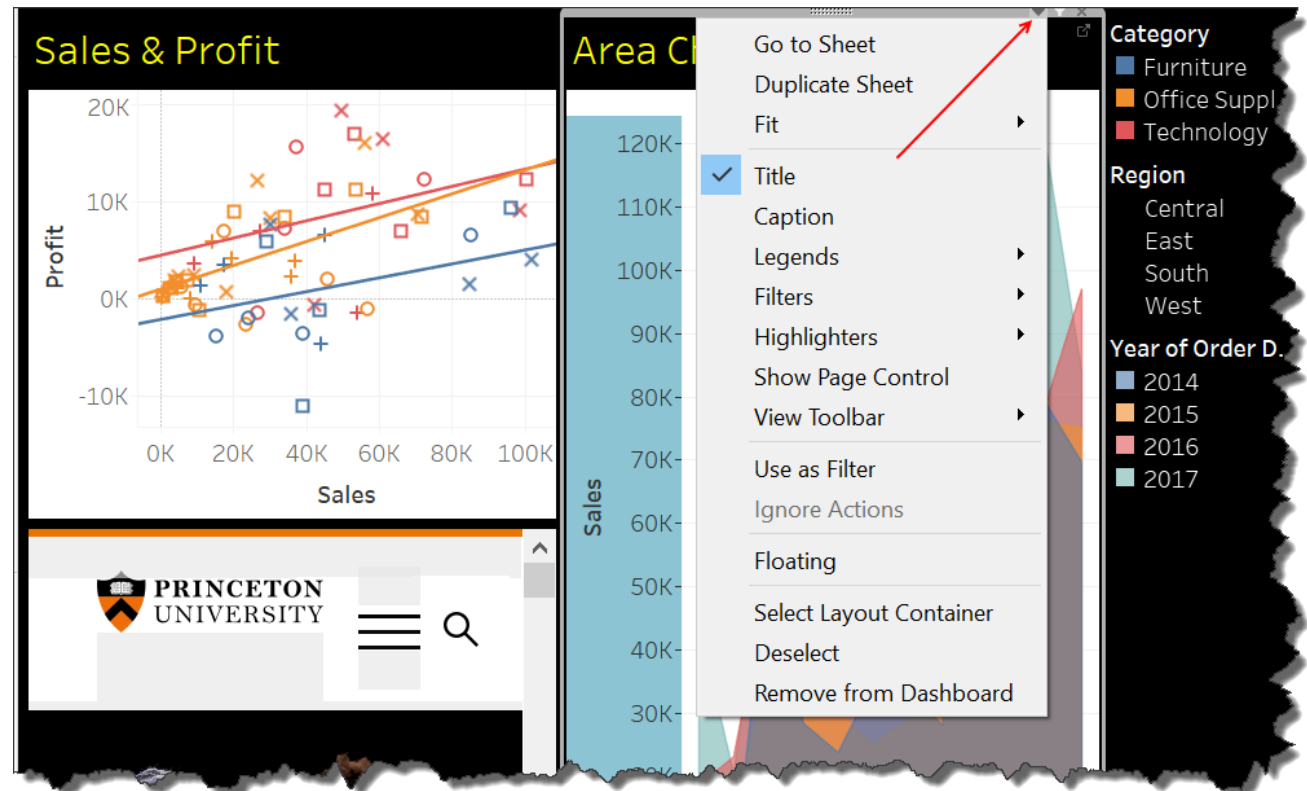 Sales & Profit
20K
10K
0K
-10K
Profit
0K 20K 40K 60K 80K 100K
Sales
PRINCETON
UNIVERSITY
Area C
120K
110K
100K
90K
80K
70K
60K
50K
40K
30K
Sales
Go to Sheet
Duplicate Sheet
Fit
Title
Caption
Legends
Filters
Highlighters
Show Page Control
View Toolbar
Use as Filter
Ignore Actions
Floating
Select Layout Container
Deselect
Remove from Dashboard
Category
Furniture
Office Suppl
Technology
Region
Central
East
South
West
Year of Order D.
2014
2015
2016
2017